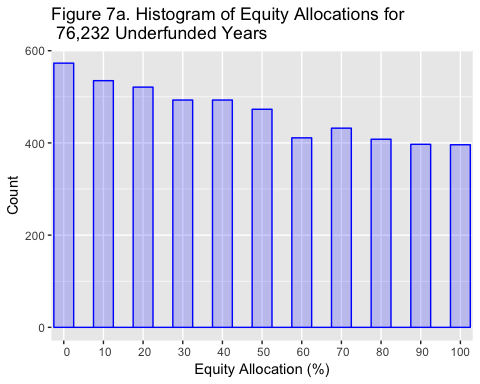 Figure 7a. Histogram of Equity Allocations for
76,232 Underfunded Years
600
400
200
0
Count
0 10 20 30 40 50 60 70 80 90 100
Equity Allocation (%)